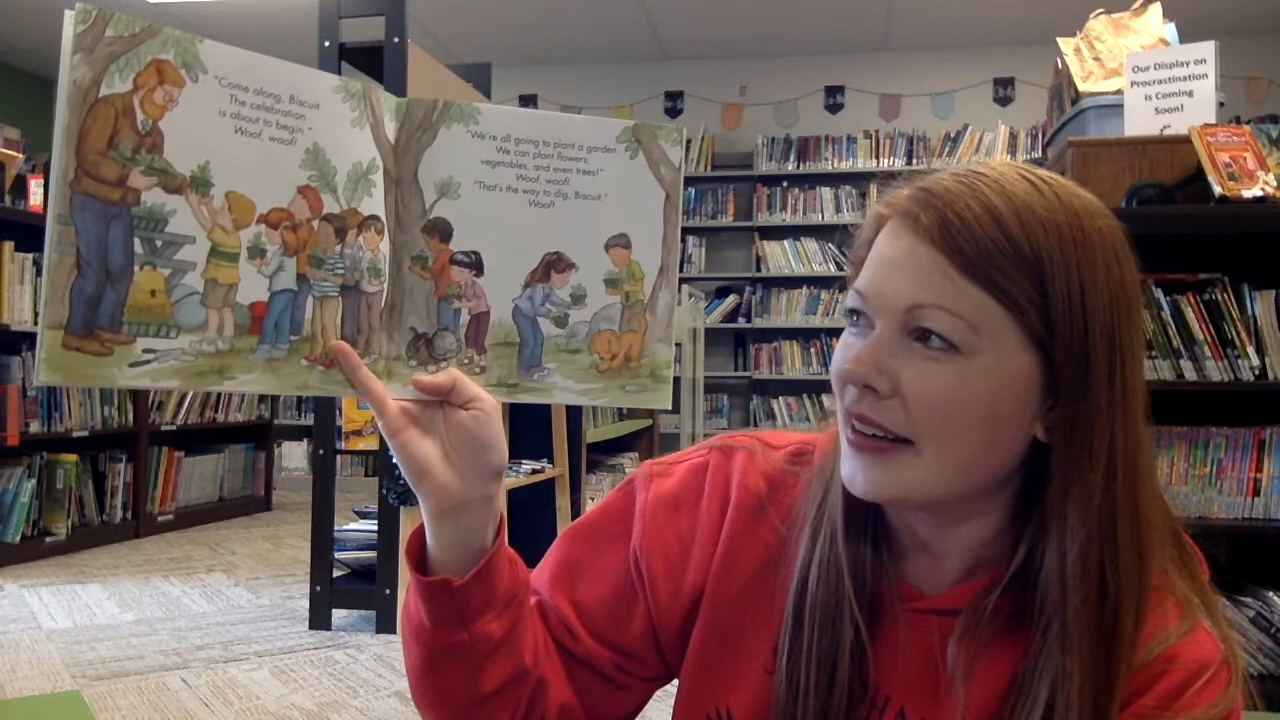 "Come along, Biscuit.
The celebration
is about to begin."
Woof, woof!
"We're all going to plant a garden.
We can plant flowers,
vegetables, and even trees!"
Woof, woof!
"That's the way to dig, Biscuit."
Woof!
Our Display on
Procrastination
is Coming
Soon!